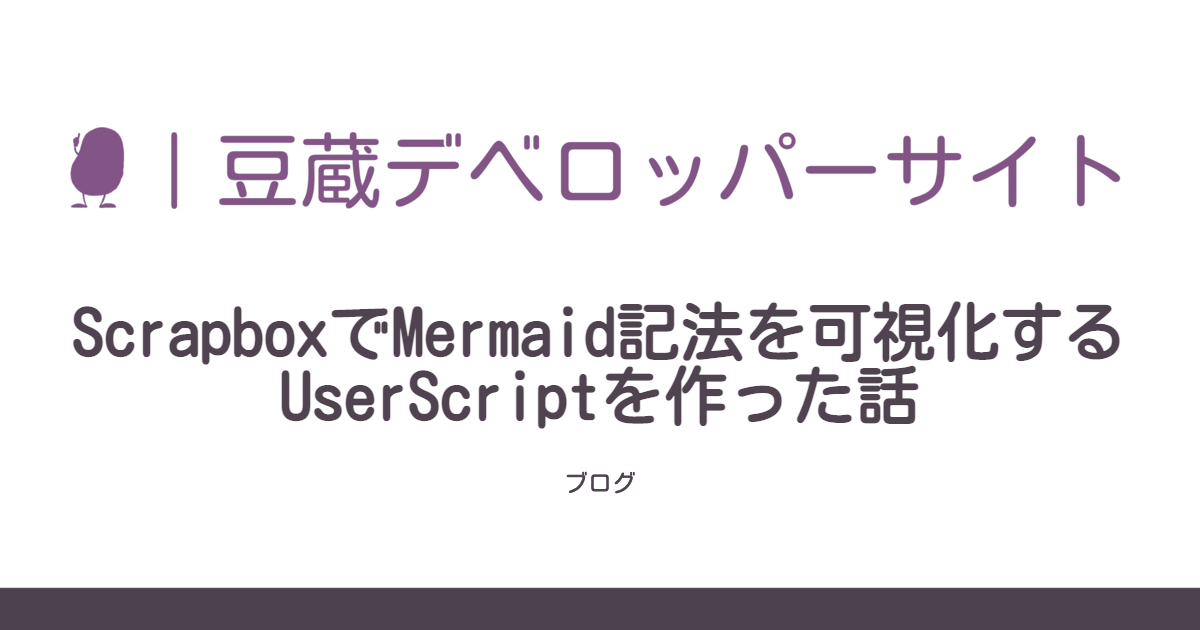 ｜豆蔵デベロッパーサイト
ScrapboxでMermaid記法を可視化する
UserScriptを作った話
ブログ